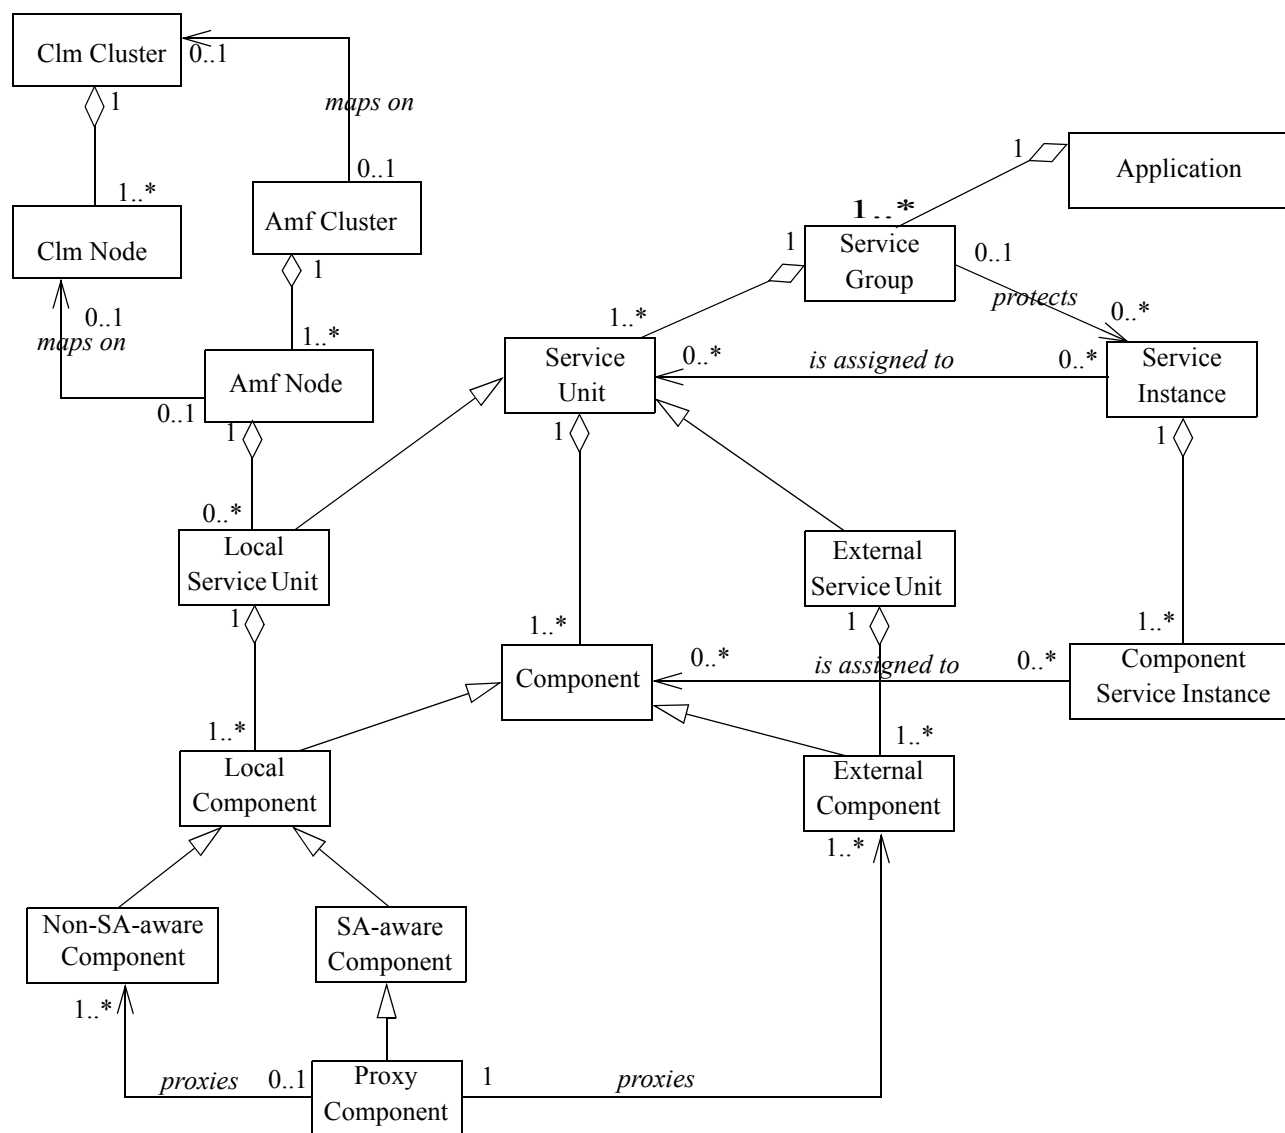 Clm Cluster
0..1
1
maps on
1
Application
0..1
1..*
1..*
Amf Cluster
Clm Node
1
Service
Group
0..1
1
protects
0..1
maps on
1..*
1..*
0..*
Service
Unit
0..*
is assigned to
0..*
Service
Instance
Amf Node
0..1
1
1
1
0..*
Local
Service Unit
External
Service Unit
1
1
1..*
1..*
Component
0..*
is assigned to
0..*
Component
Service Instance
1..*
1..*
Local
Component
External
Component
1..*
Non-SA-aware
Component
SA-aware
Component
1..*
proxies
0..1
Proxy
Component
1
proxies